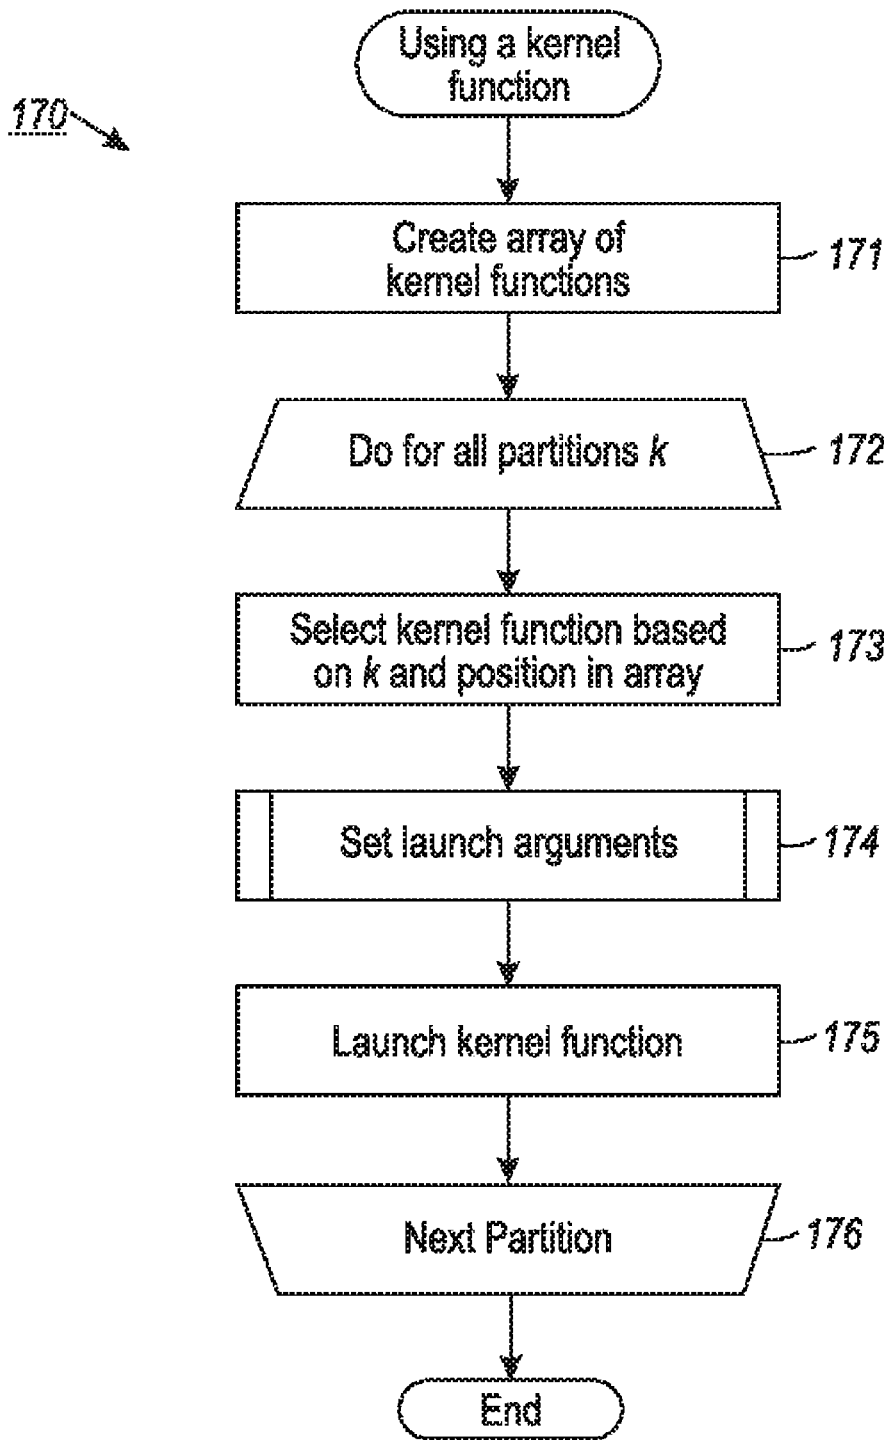 Using a kernel
function
170
Create array of
kernel functions
171
Do for all partitions k
172
Select kernel function based
on k and position in array
173
Set launch arguments
174
Launch kernel function
175
Next Partition
176
End